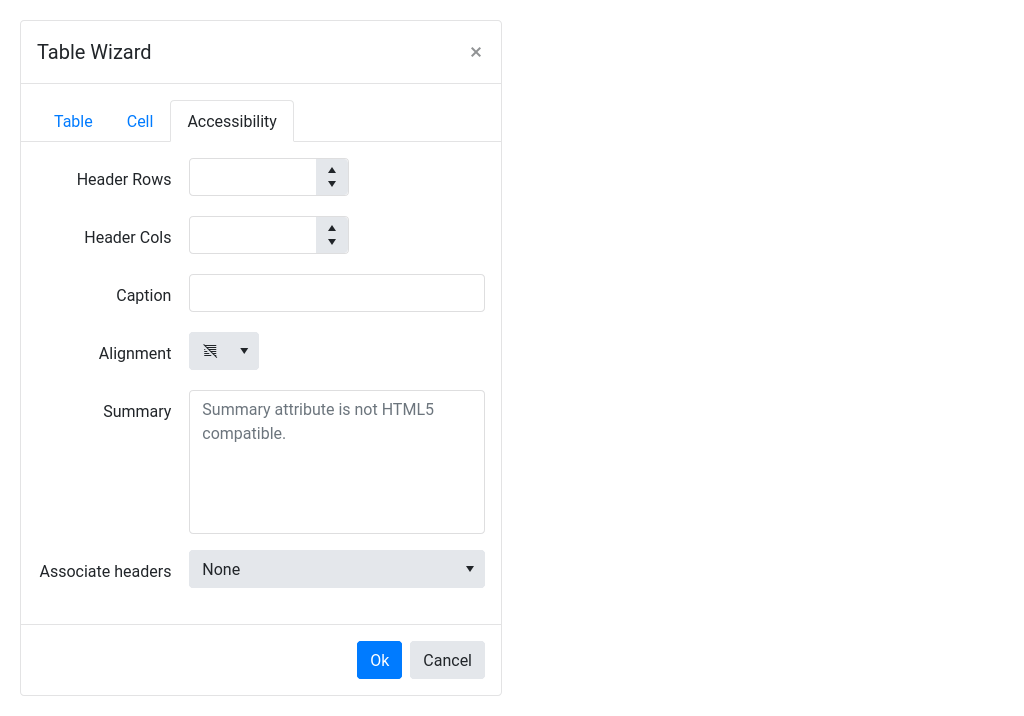 Table Wizard
×
Table Cell Accessibility
Header Rows
Header Cols
Caption
Alignment
Summary
Summary attribute is not HTML5
compatible.
Associate headers None
Ok Cancel